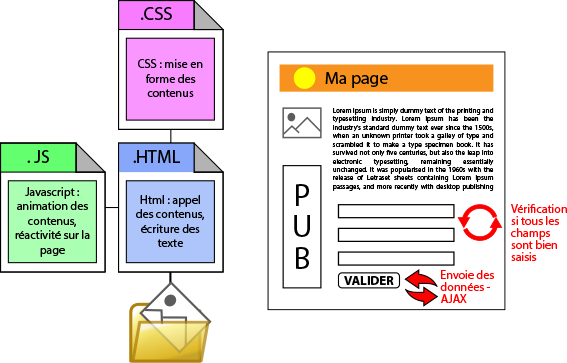 .CSS
CSS : mise en
forme des
contenus
. JS
Javascript :
animation des
contenus,
réactivité sur la
page
.HTML
Html : appel
des contenus,
écriture des
texte
Ma page
Lorem Ipsum is simply dummy text of the printing and
typesetting industry. Lorem Ipsum has been the
industry's standard dummy text ever since the 1500s,
when an unknown printer took a galley of type and
scrambled it to make a type specimen book. It has
survived not only five centuries, but also the leap into
electronic typesetting, remaining essentially
unchanged. It was popularised in the 1960s with the
release of Letraset sheets containing Lorem Ipsum
passages, and more recently with desktop publishing
P
U
B
Vérification
si tous les
champs
sont bien
saisis
VALIDER
Envoie des
données -
AJAX